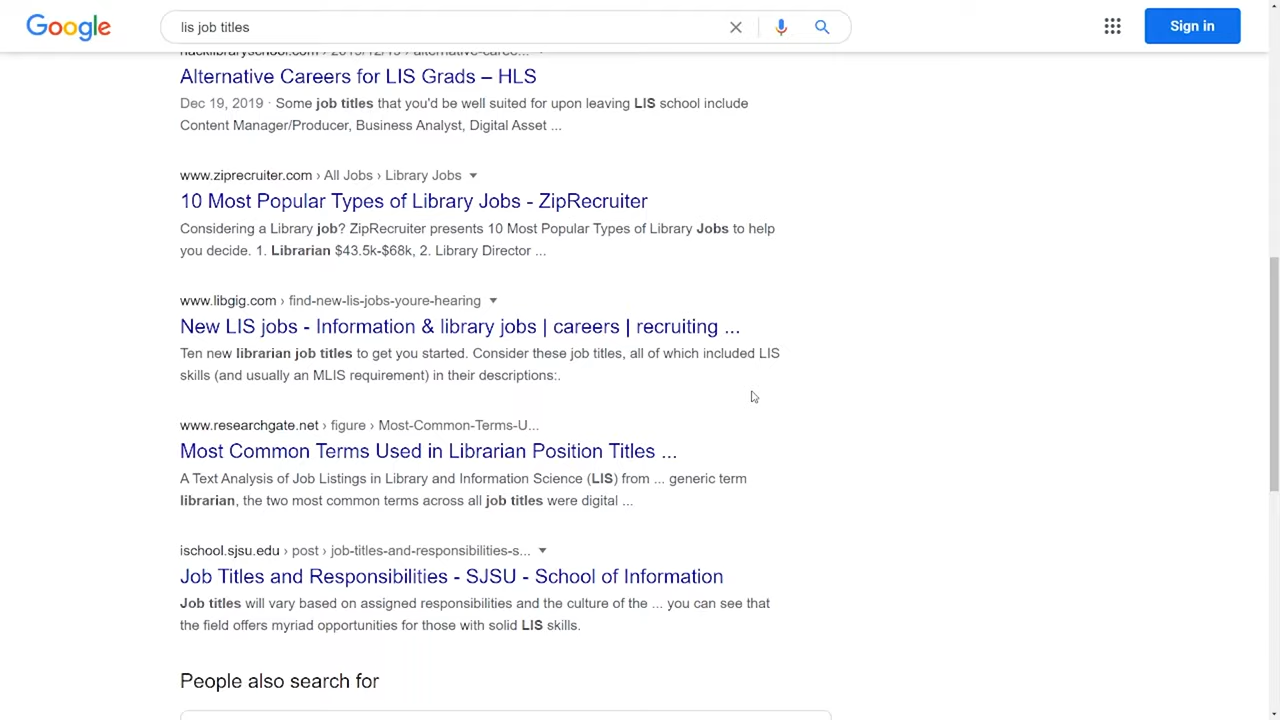 Google
lis job titles
Sign in
hacklibraryschool.com › 2019/12/19 › alternative-caree...
Alternative Careers for LIS Grads – HLS
Dec 19, 2019 · Some job titles that you'd be well suited for upon leaving LIS school include
Content Manager/Producer, Business Analyst, Digital Asset ...
www.ziprecruiter.com › All Jobs › Library Jobs
10 Most Popular Types of Library Jobs - ZipRecruiter
Considering a Library job? ZipRecruiter presents 10 Most Popular Types of Library Jobs to help
you decide. 1. Librarian $43.5k-$68k, 2. Library Director ...
www.libgig.com › find-new-lis-jobs-youre-hearing
New LIS jobs - Information & library jobs | careers | recruiting ...
Ten new librarian job titles to get you started. Consider these job titles, all of which included LIS
skills (and usually an MLIS requirement) in their descriptions:.
www.researchgate.net › figure › Most-Common-Terms-U...
Most Common Terms Used in Librarian Position Titles ...
A Text Analysis of Job Listings in Library and Information Science (LIS) from ... generic term
librarian, the two most common terms across all job titles were digital ...
ischool.sjsu.edu › post › job-titles-and-responsibilities-s...
Job Titles and Responsibilities - SJSU - School of Information
Job titles will vary based on assigned responsibilities and the culture of the ... you can see that
the field offers myriad opportunities for those with solid LIS skills.
People also search for